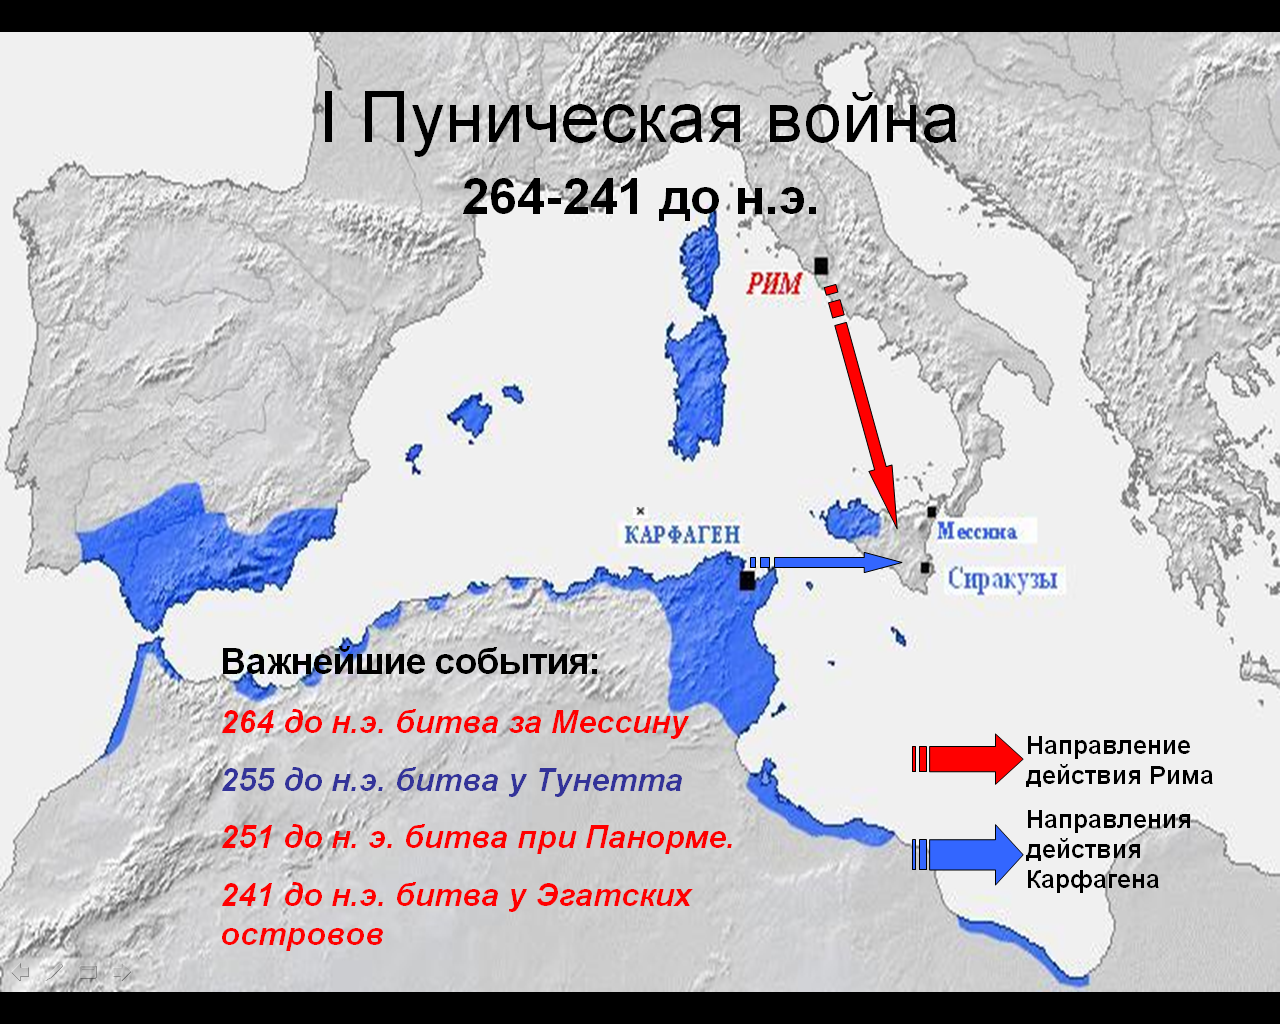 I Пуническая война
264-241 до н.э.
РИМ
КАРФАГЕН
Мессина
Сиракузы
Важнейшие события:
264 до н.э. битва за Мессину
255 до н.э. битва у Тунетта
251 до н. э. битва при Панорме.
241 до н.э. битва у Эгатских
островов
Направление
действия Рима
Направления
действия
Карфагена